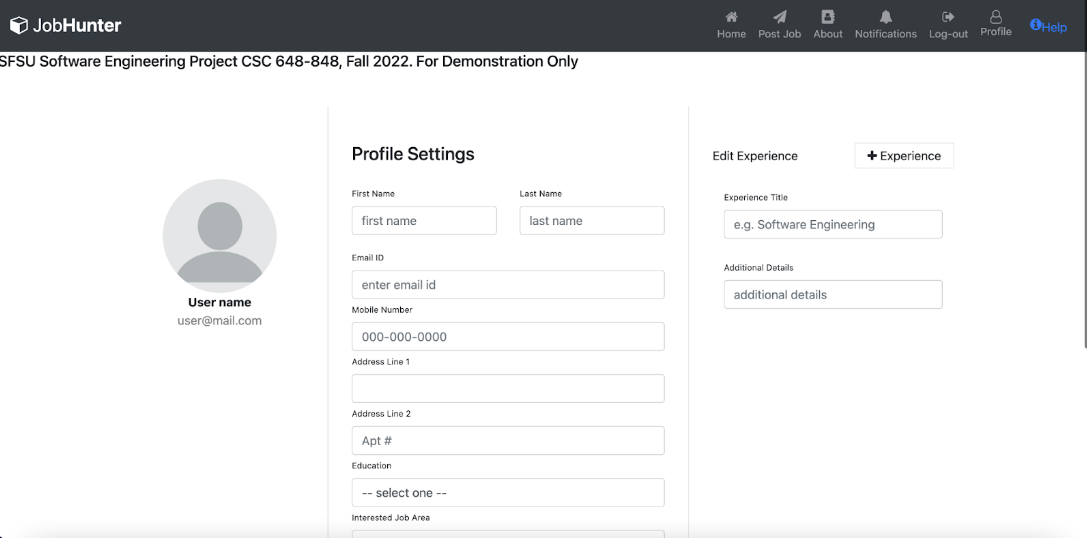 JobHunter
Home Post Job About Notifications Log-out Profile Help
SFSU Software Engineering Project CSC 648-848, Fall 2022. For Demonstration Only
User name
user@mail.com
Profile Settings
First Name Last Name
first name last name
Email ID
enter email id
Mobile Number
000-000-0000
Address Line 1
Address Line 2
Apt #
Education
-- select one --
Interested Job Area
Edit Experience + Experience
Experience Title
e.g. Software Engineering
Additional Details
additional details